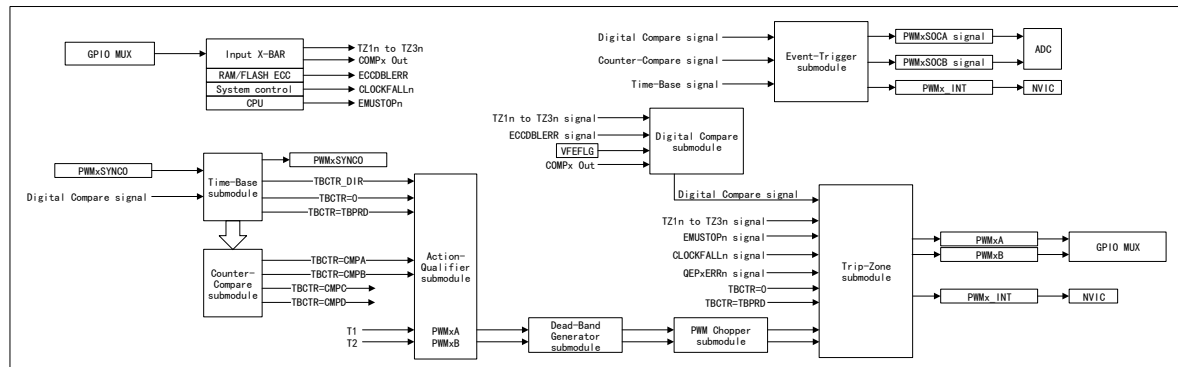 GPIO MUX
Input X-BAR
TZ1n to TZ3n
COMPx Out
RAM/FLASH ECC
ECCDBLERR
System control
CLOCKFALLn
CPU
EMUSTOPn
Digital Compare signal
Counter-Compare signal
Time-Base signal
Event-Trigger
submodule
PWMxSOCA signal
PWMxSOCB signal
ADC
PWMx_INT
NVIC
TZ1n to TZ3n signal
ECCDBLERR signal
VFEFLG
COMPx Out
Digital Compare
submodule
Digital Compare signal
PWMxSYNCO
PWMxSYNCO
Digital Compare signal
Time-Base
submodule
TBCTR_DIR
TBCTR=0
TBCTR=TBPRD
Counter-
Compare
submodule
TBCTR=CMPA
TBCTR=CMPB
TBCTR=CMPC
TBCTR=CMPD
Action-
Qualifier
submodule
T1
T2
PWMxA
PWMxB
Dead-Band
Generator
submodule
PWM Chopper
submodule
TZ1n to TZ3n signal
EMUSTOPn signal
CLOCKFALLn signal
QEPxERRn signal
TBCTR=0
TBCTR=TBPRD
Trip-Zone
submodule
PWMxA
PWMxB
GPIO MUX
PWMx_INT
NVIC